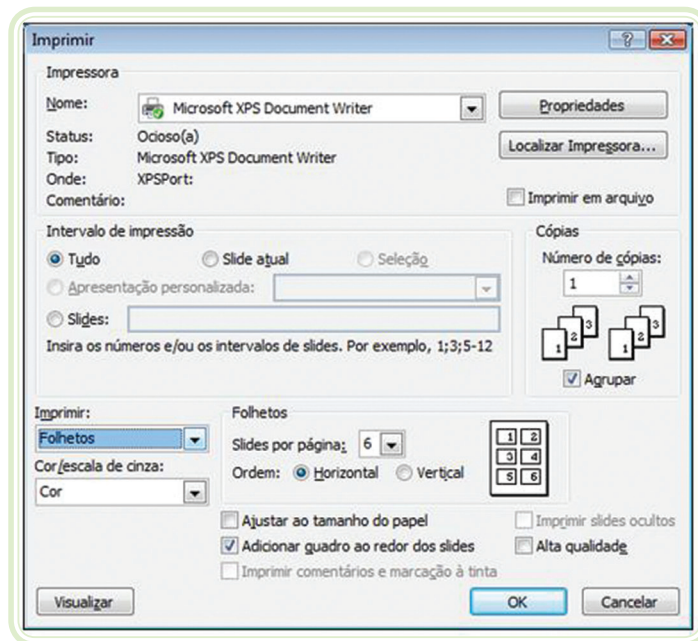 Imprimir
Impressora
Nome: Microsoft XPS Document Writer Propriedades
Status: Ocioso(a) Localizar Impressora...
Tipo: Microsoft XPS Document Writer
Onde: XPSPort:
Comentário: Imprimir em arquivo
Intervalo de impressão Cópias
Tudo Slide atual Seleção Número de cópias:
Apresentação personalizada: 1
Slides:
Insira os números e/ou os intervalos de slides. Por exemplo, 1;3;5-12
1 2 3 1 2 3
Agrupar
Imprimir: Folhetos
Folhetos Slides por página: 6 1 2
Cor/escala de cinza: Ordem: Horizontal Vertical 3 4
Cor 5 6
Ajustar ao tamanho do papel Imprimir slides ocultos
Adicionar quadro ao redor dos slides Alta qualidade
Imprimir comentários e marcação à tinta
Visualizar OK Cancelar